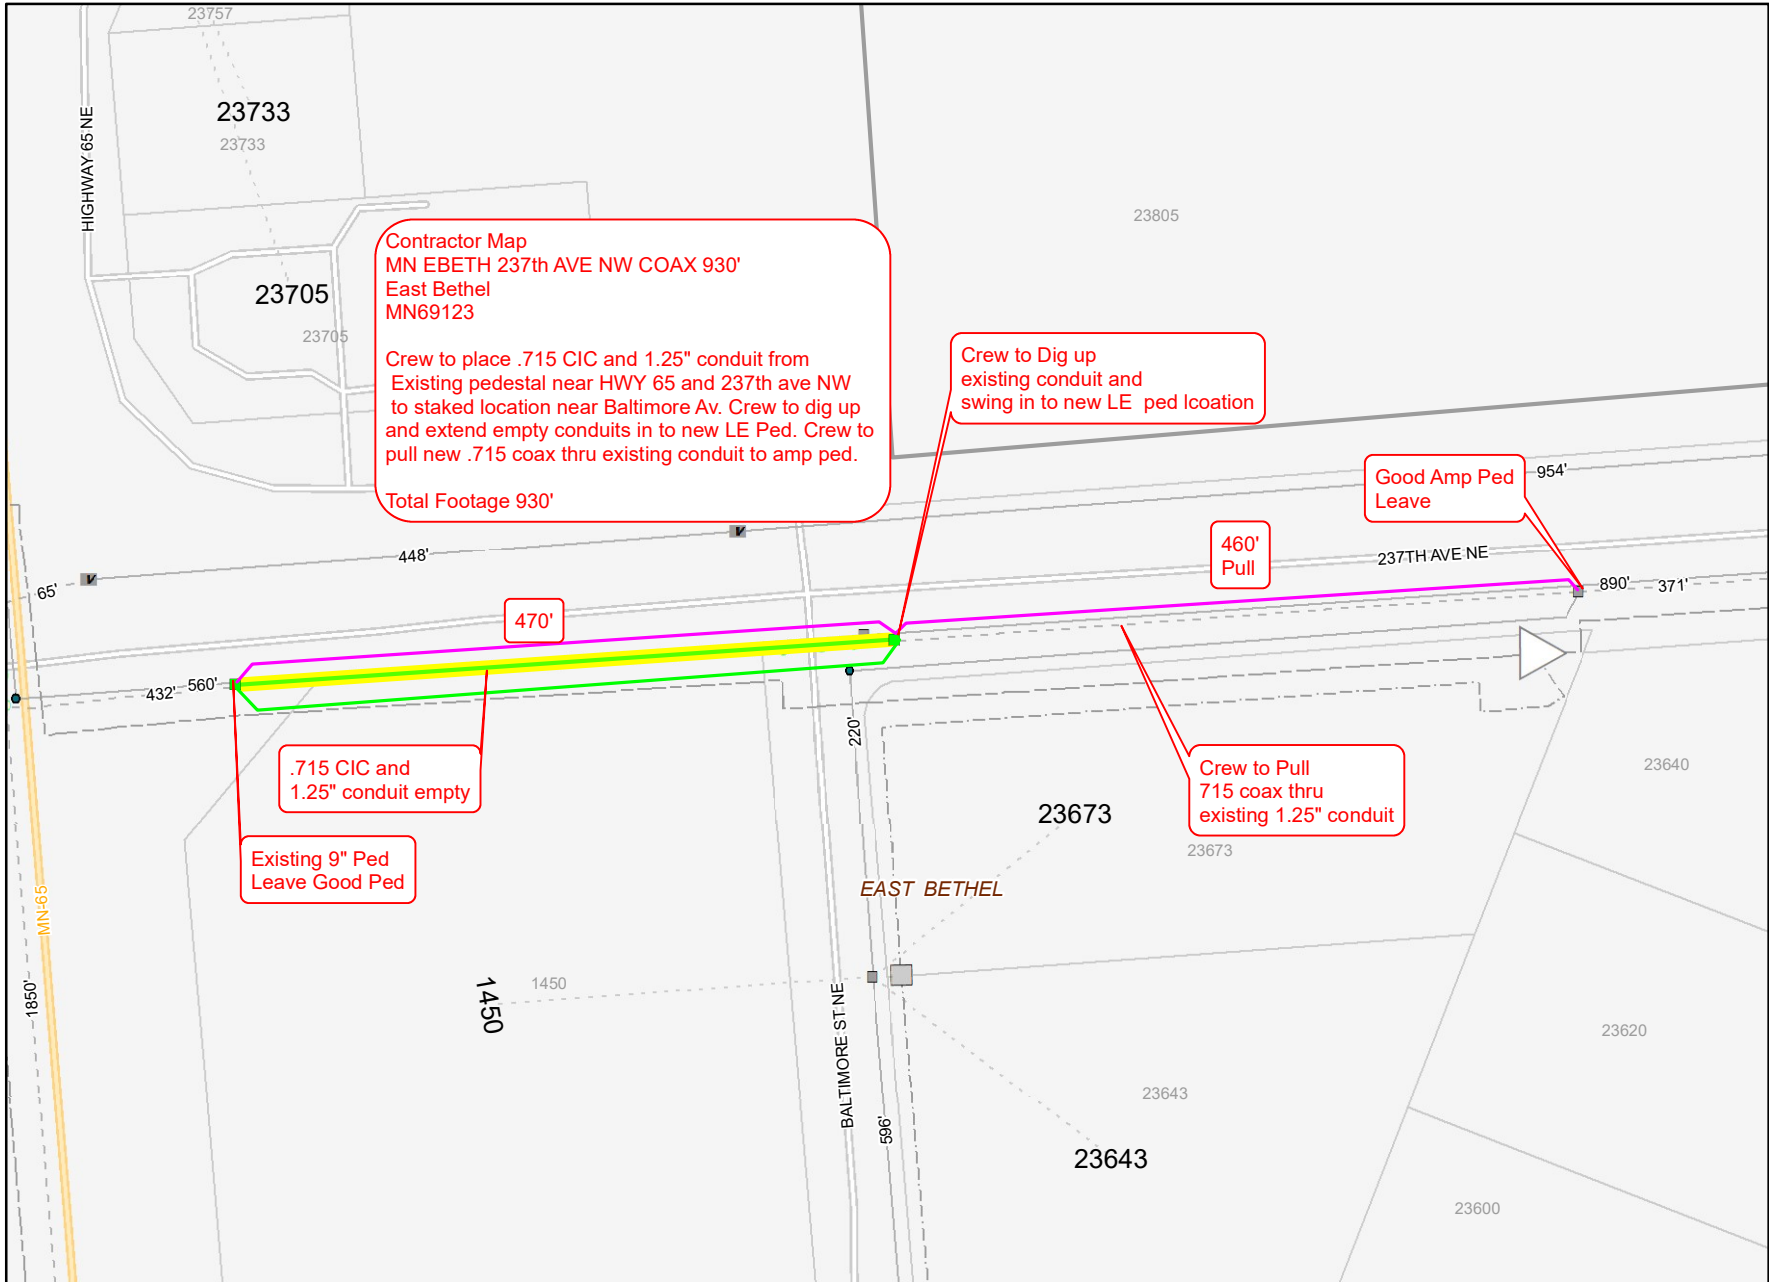 23757
23733
23733
HIGHWAY 65 NE
23705
23705
23805
Contractor Map
MN EBETH 237th AVE NW COAX 930'
East Bethel
MN69123
Crew to place .715 CIC and 1.25" conduit from
Existing pedestal near HWY 65 and 237th ave NW
to staked location near Baltimore Av. Crew to dig up
and extend empty conduits in to new LE Ped. Crew to
pull new .715 coax thru existing conduit to amp ped.
Total Footage 930'
Crew to Dig up
existing conduit and
swing in to new LE ped lcoation
Good Amp Ped
Leave
954'
460'
Pull
237TH AVE NE
890'
371'
448'
65'
V
V
470'
432'
560'
220'
.715 CIC and
1.25" conduit empty
Existing 9" Ped
Leave Good Ped
Crew to Pull
715 coax thru
existing 1.25" conduit
23640
23673
23673
EAST BETHEL
MN-65
1850'
1450
1450
BALTIMORE ST NE
596'
23643
23643
23620
23600